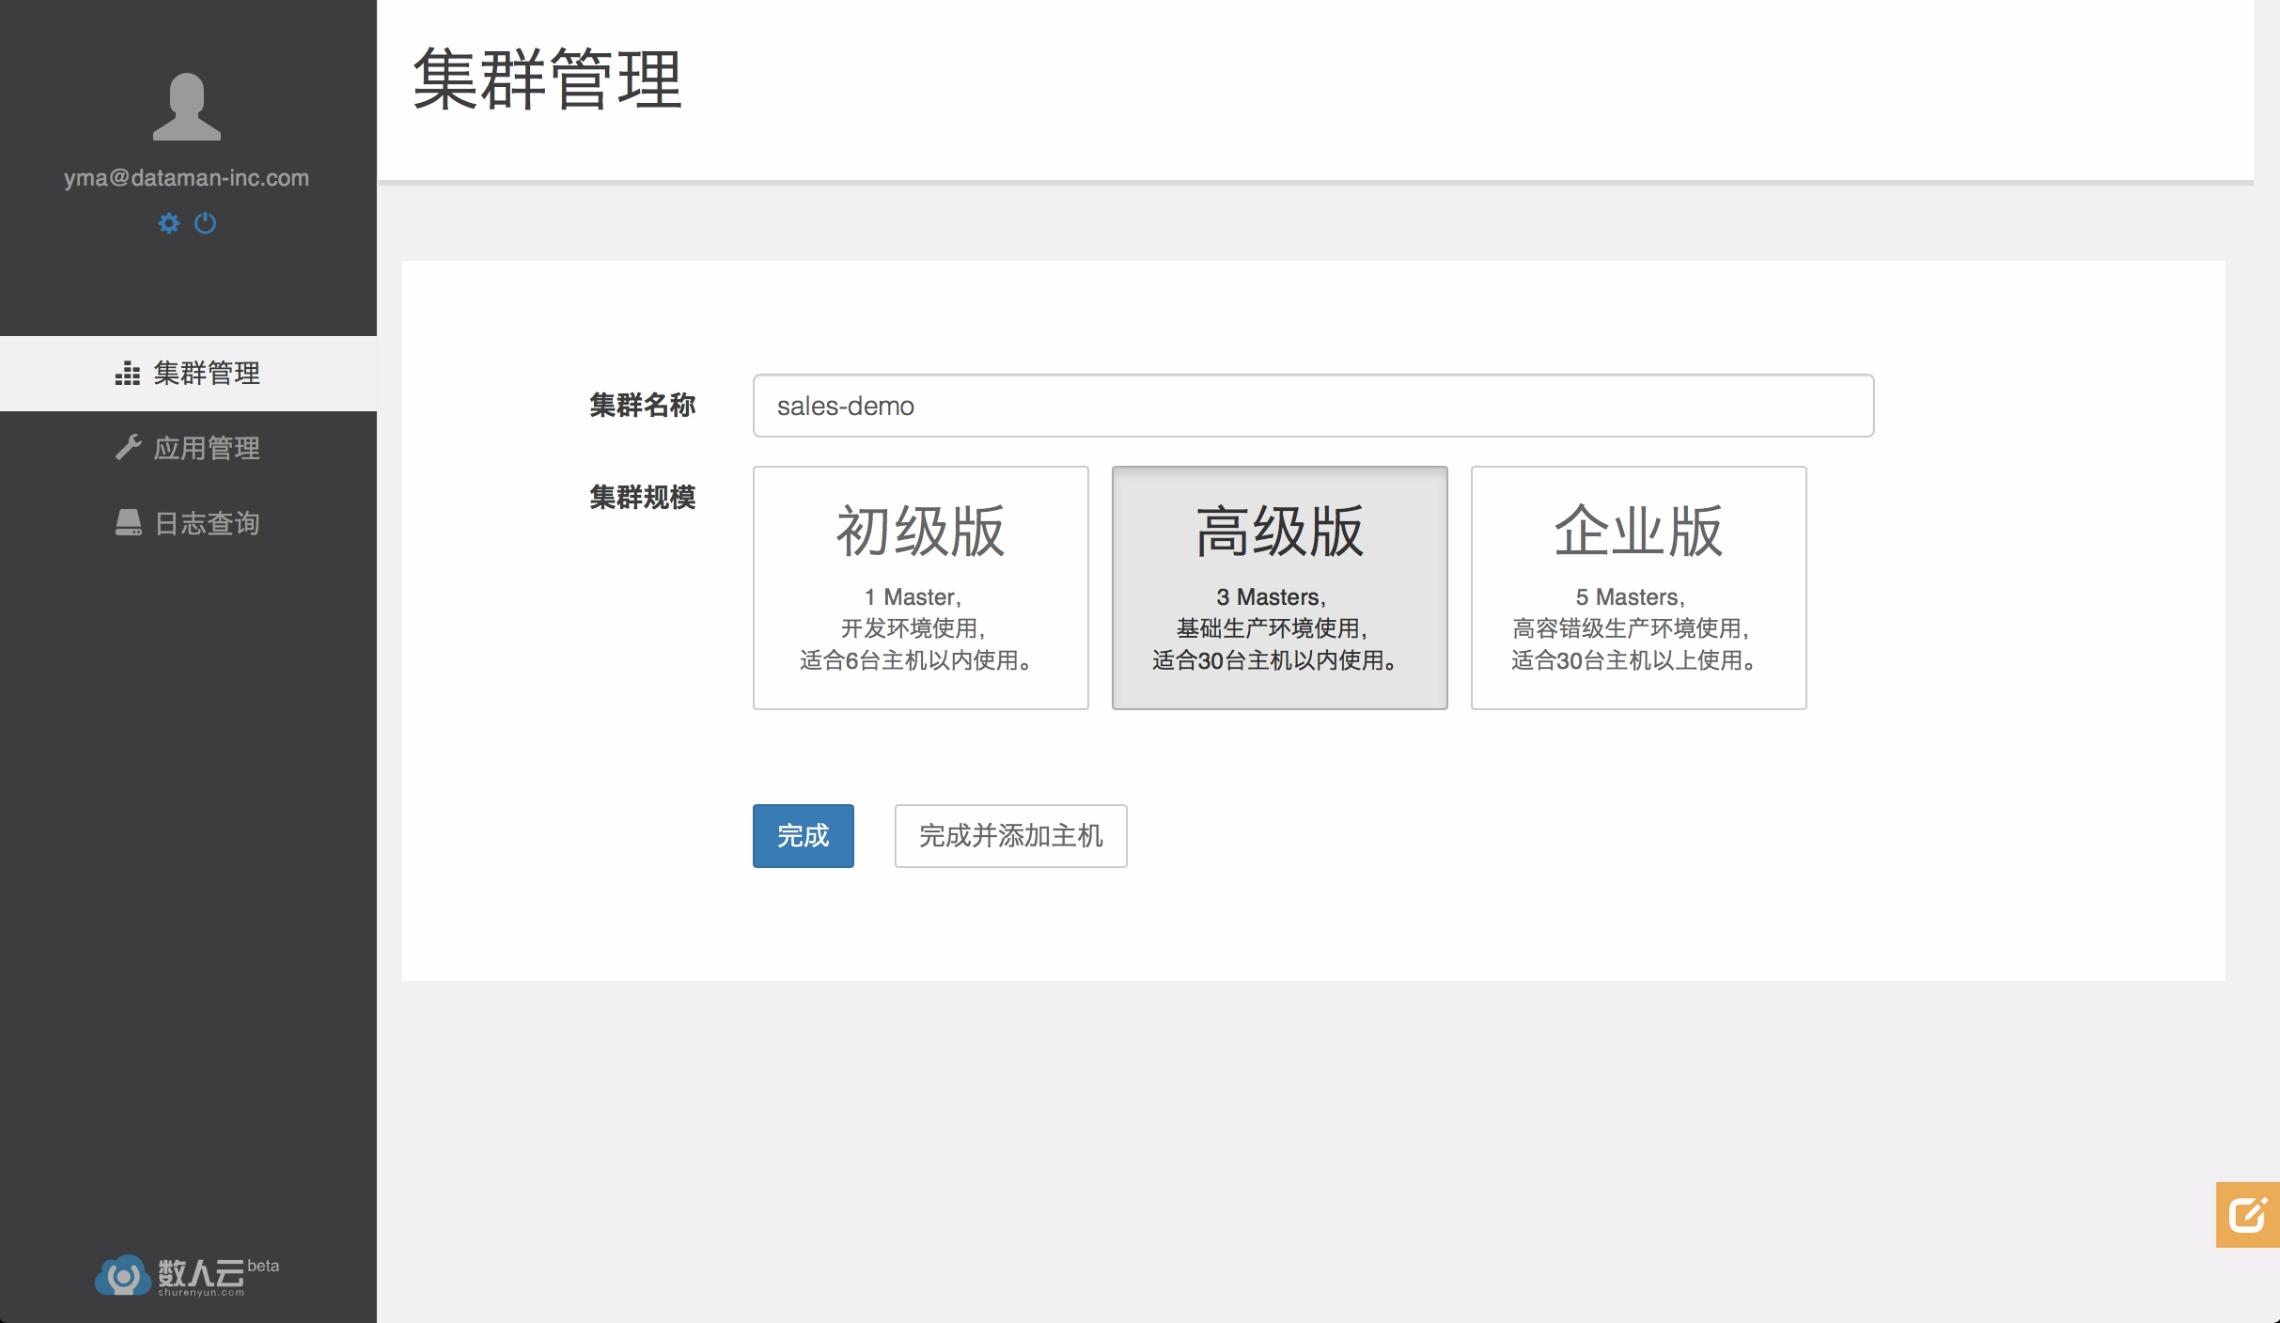 集群管理
yma@dataman-inc.com
集群管理
应用管理
日志查询
集群名称
sales-demo
集群规模
初级版
1 Master,
开发环境使用,
适合6台主机以内使用。
高级版
3 Masters,
基础生产环境使用,
适合30台主机以内使用。
企业版
5 Masters,
高容错级生产环境使用,
适合30台主机以上使用。
完成
完成并添加主机
数人云beta
shurenyun.com